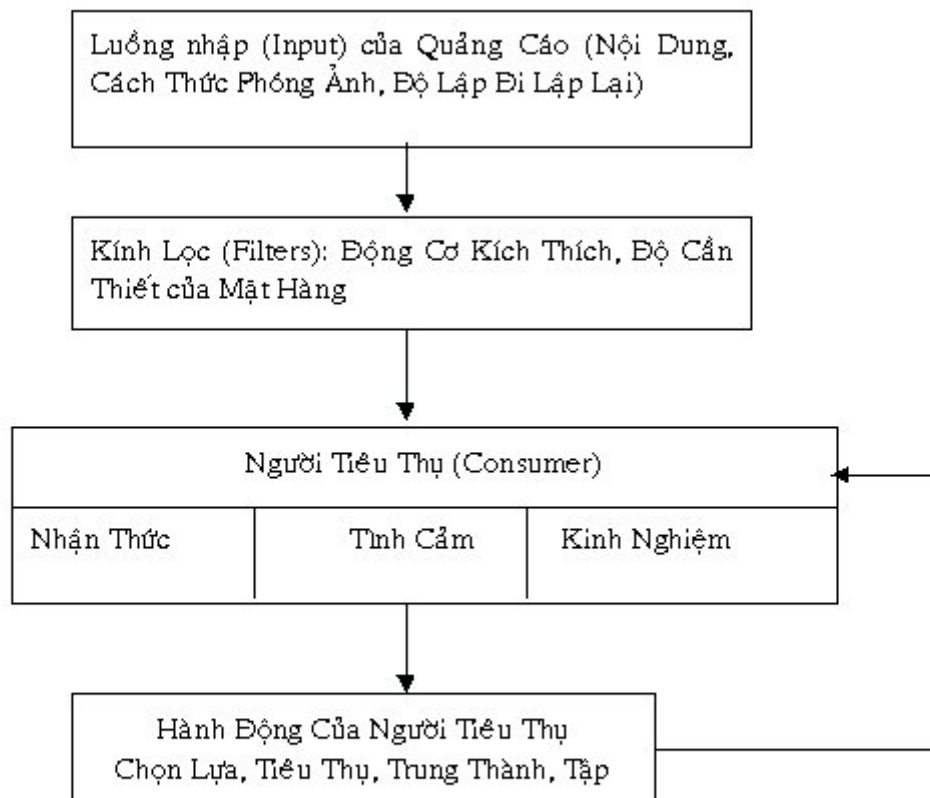 Luồng nhập (Input) của Quảng Cáo (Nội Dung,
Cách Thức Phóng Ảnh, Độ Lập Đi Lập Lại)
Kính Lọc (Filters): Động Cơ Kích Thích, Độ Cần
Thiết của Mặt Hàng
Người Tiêu Thụ (Consumer)
Nhận Thức
Tình Cảm
Kinh Nghiệm
Hành Động Của Người Tiêu Thụ
Chọn Lựa, Tiêu Thụ, Trung Thành, Tập